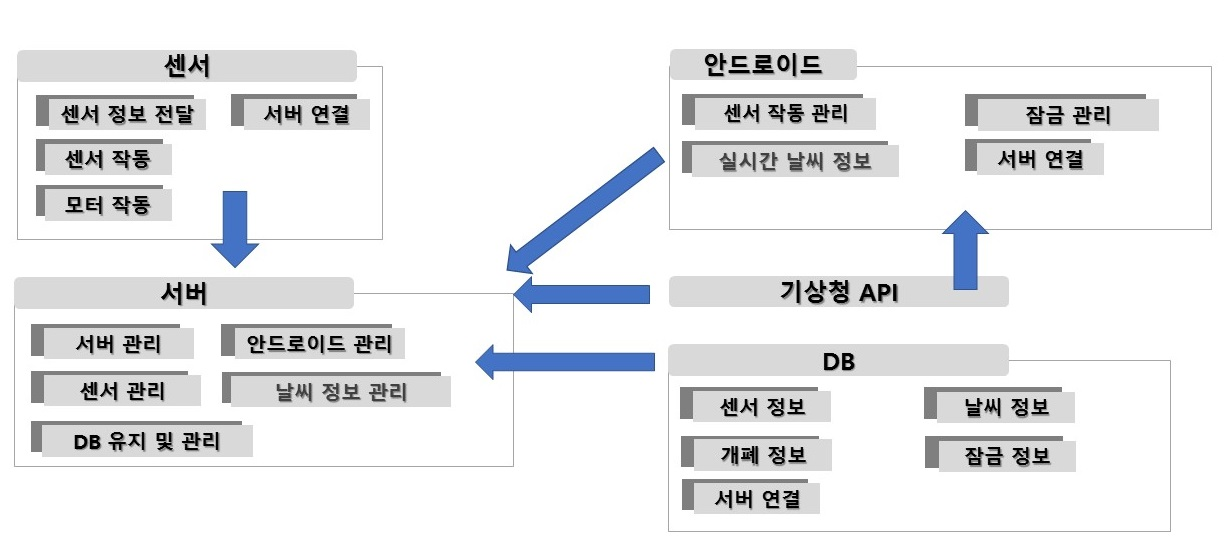 센서
센서 정보 전달
서버 연결
센서 작동
모터 작동
안드로이드
센서 작동 관리
잠금 관리
실시간 날씨 정보
서버 연결
서버
서버 관리
안드로이드 관리
센서 관리
날씨 정보 관리
DB 유지 및 관리
기상청 API
DB
센서 정보
날씨 정보
개폐 정보
잠금 정보
서버 연결